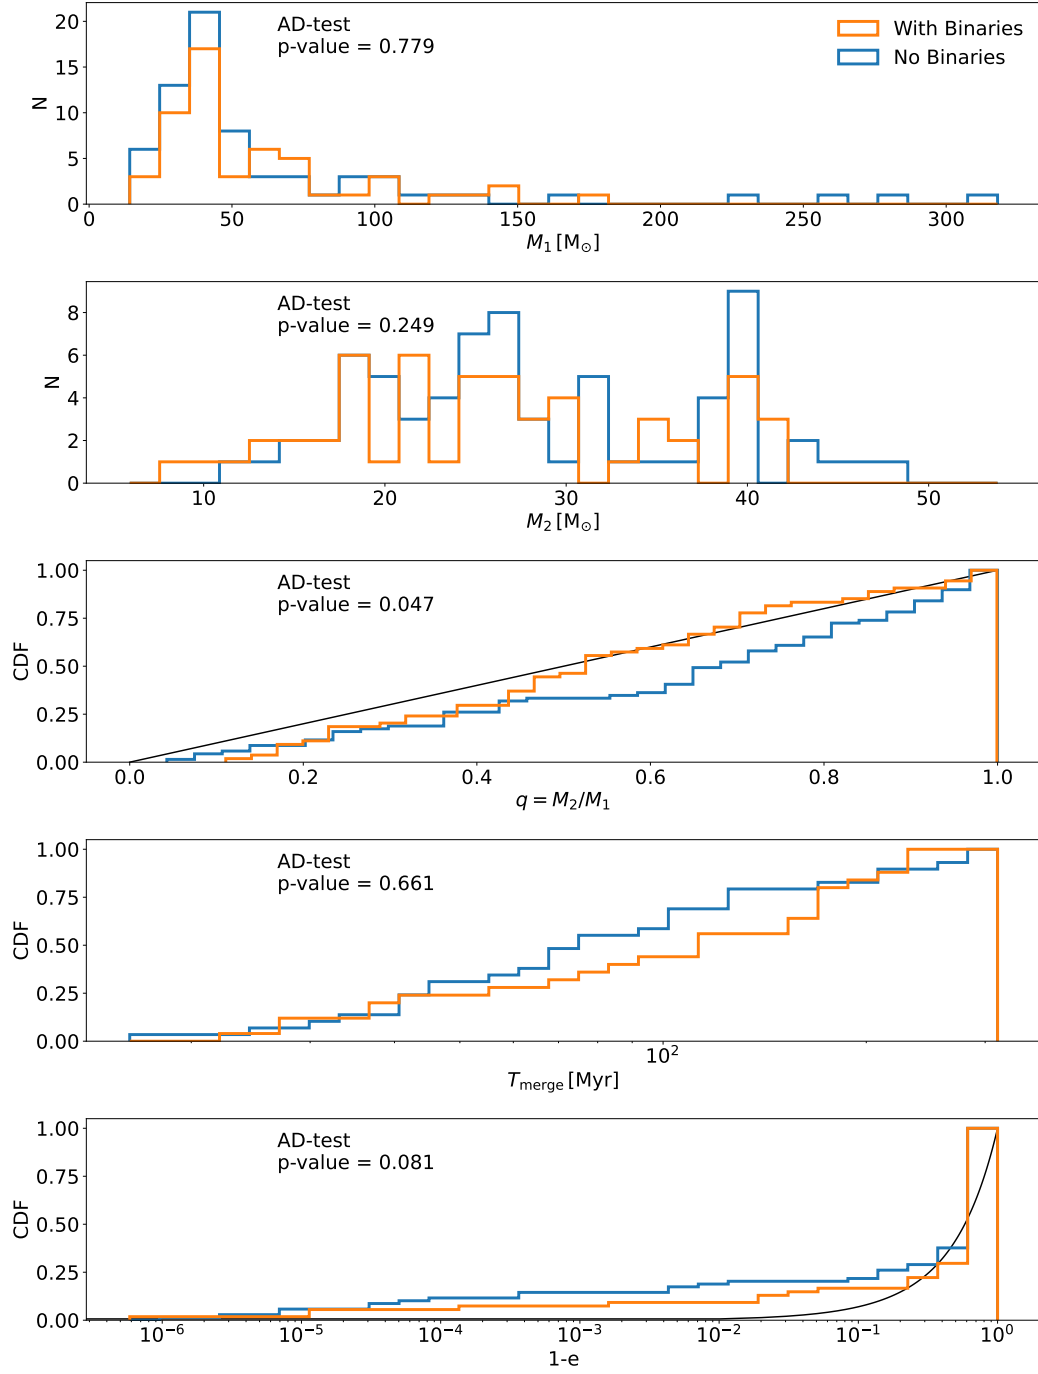 AD-test
p-value = 0.779
With Binaries
No Binaries
N
20
15
10
5
0
0 50 100 150 200 250 300
M₁ [M⊙]
AD-test
p-value = 0.249
N
8
6
4
2
0
10 20 30 40 50
M₂ [M⊙]
AD-test
p-value = 0.047
CDF
1.00
0.75
0.50
0.25
0.00
0.0 0.2 0.4 0.6 0.8 1.0
q = M₂/M₁
AD-test
p-value = 0.661
CDF
1.00
0.75
0.50
0.25
0.00
10²
T_merge [Myr]
AD-test
p-value = 0.081
CDF
1.00
0.75
0.50
0.25
0.00
10⁻⁶ 10⁻⁵ 10⁻⁴ 10⁻³ 10⁻² 10⁻¹ 10⁰
1-e